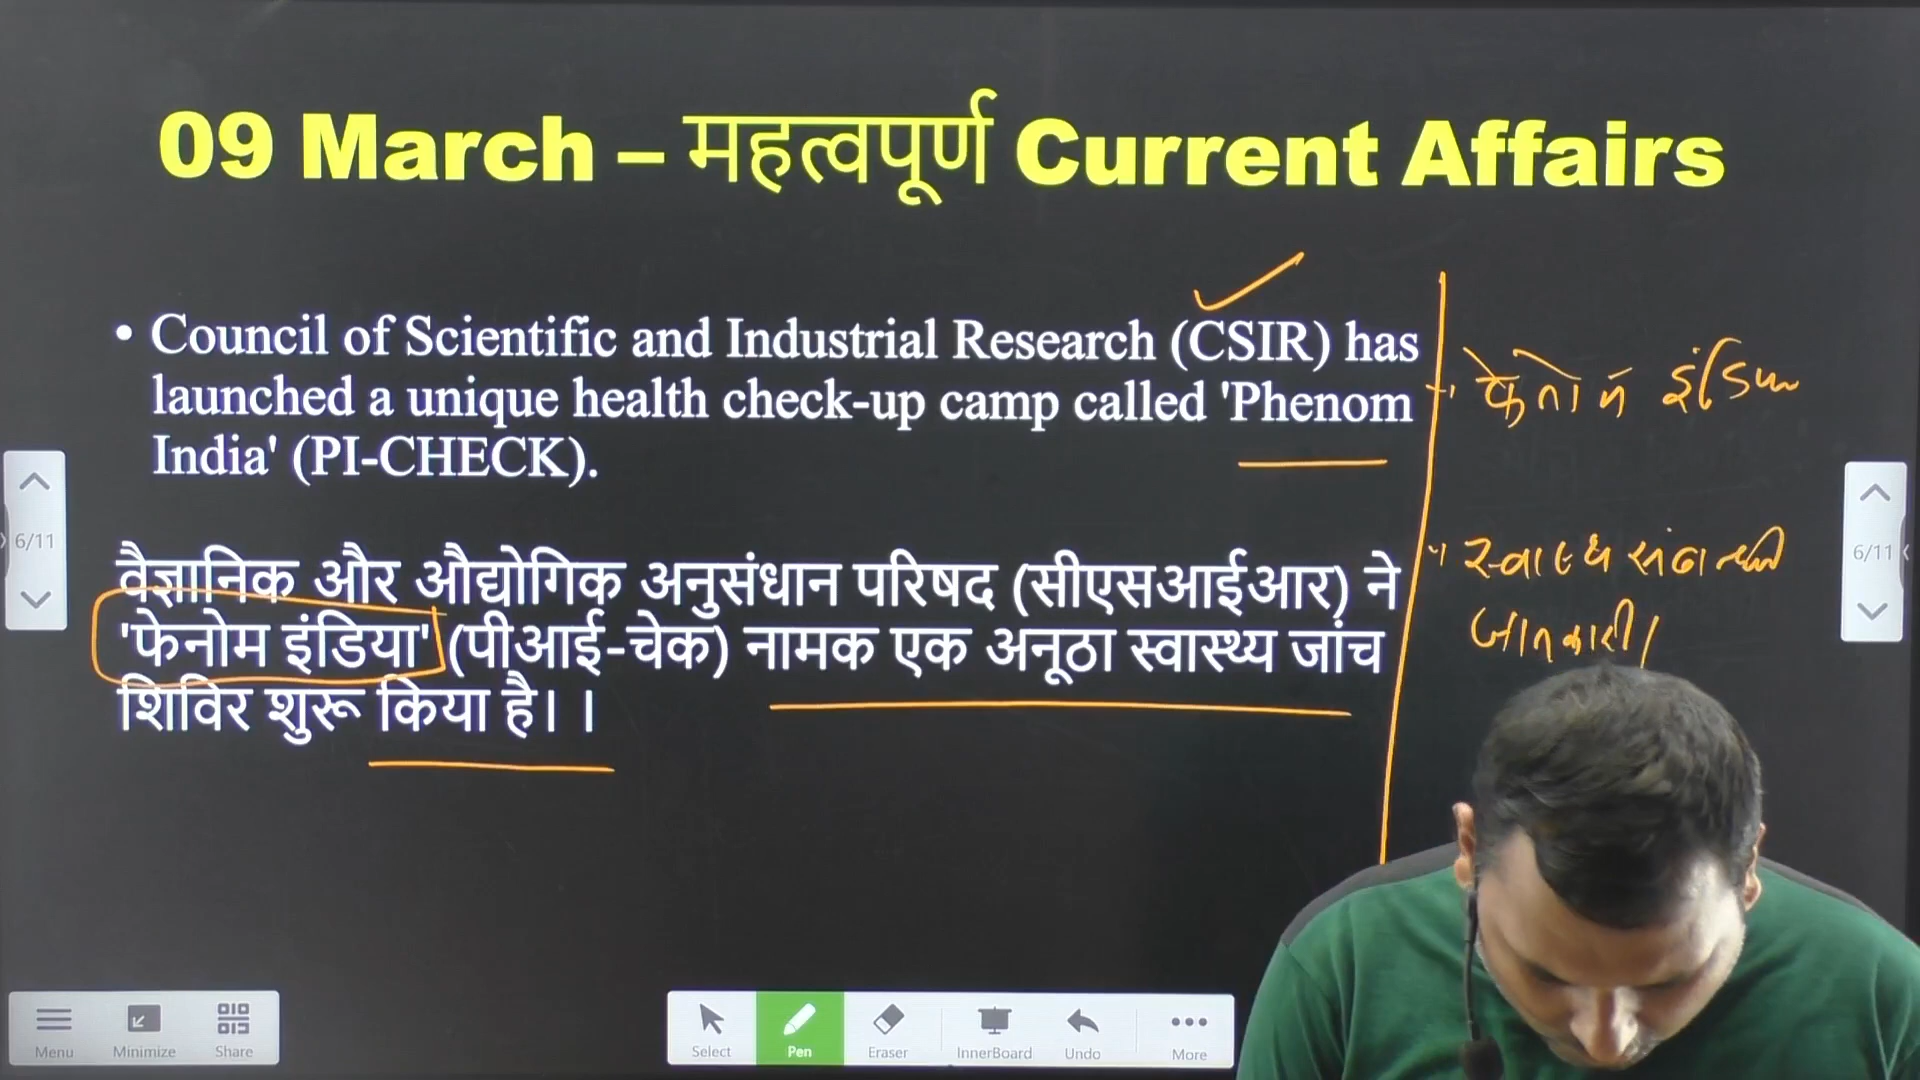 09 March – महत्वपूर्ण Current Affairs
• Council of Scientific and Industrial Research (CSIR) has
launched a unique health check-up camp called 'Phenom
India' (PI-CHECK).
वैज्ञानिक और औद्योगिक अनुसंधान परिषद (सीएसआईआर) ने
'फेनोम इंडिया' (पीआई-चेक) नामक एक अनूठा स्वास्थ्य जांच
शिविर शुरू किया है। ।
फेनोम इंडिया
स्वास्थ्य संबन्धी
जानकारी।
6/11
6/11
Menu Minimize Share
Select Pen Eraser InnerBoard Undo More